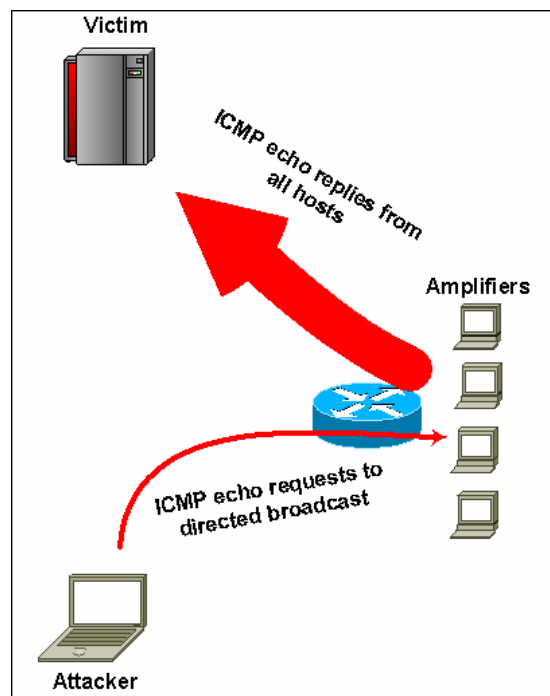 Victim
ICMP echo replies from
all hosts
Amplifiers
ICMP echo requests to
directed broadcast
Attacker